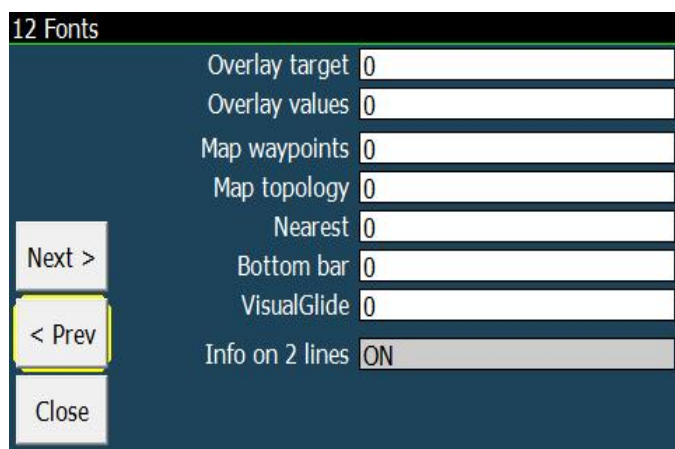 12 Fonts
Overlay target 0
Overlay values 0
Map waypoints 0
Map topology 0
Nearest 0
Bottom bar 0
VisualGlide 0
Info on 2 lines ON
Next >
< Prev
Close